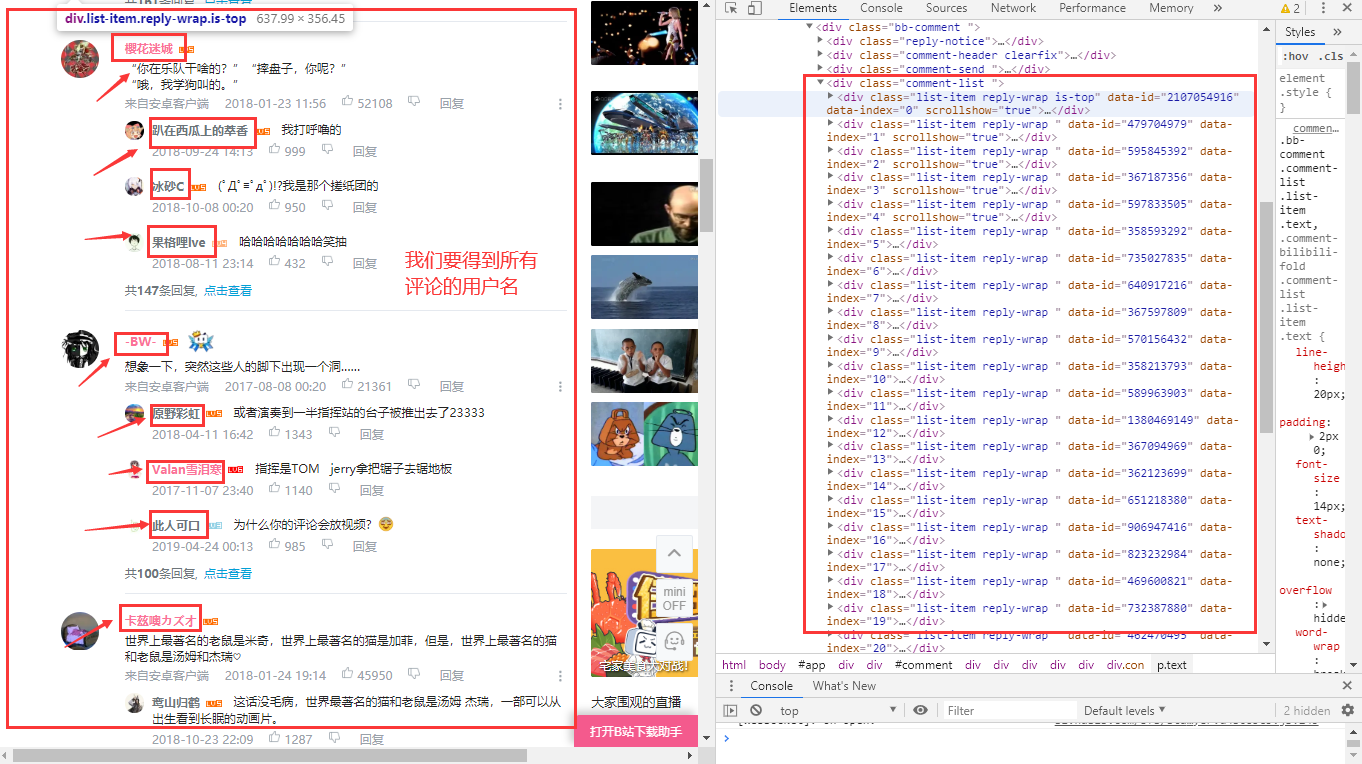 共161条回复, 点击查看
div.list-item.reply-wrap.is-top 637.99 × 356.45
樱花迷城
“你在乐队干啥的？” “摔盘子，你呢？”
“哦，我学狗叫的。”
来自安卓客户端 2018-01-23 11:56 52108 回复
趴在西瓜上的萃香 我打呼噜的
2018-09-24 14:13 999 回复
冰砂C (ﾟДﾟ≡ﾟдﾟ)!?我是那个搓纸团的
2018-10-08 00:20 950 回复
果格哩lve 哈哈哈哈哈哈哈笑抽
2018-08-11 23:14 432 回复
共147条回复, 点击查看
我们要得到所有
评论的用户名
-BW-
想象一下，突然这些人的脚下出现一个洞......
来自安卓客户端 2017-08-08 00:20 21361 回复
原野彩虹 或者演奏到一半指挥站的台子被推出去了23333
2018-04-11 16:42 1343 回复
Valan雪泪寒 指挥是TOM jerry拿把锯子去锯地板
2017-11-07 23:40 1140 回复
此人可口 为什么你的评论会放视频？
2019-04-24 00:13 985 回复
共100条回复, 点击查看
卡兹噢カズオ
世界上最著名的老鼠是米奇，世界上最著名的猫是加菲，但是，世界上最著名的猫
和老鼠是汤姆和杰瑞♡
来自安卓客户端 2018-01-24 19:14 45950 回复
鸾山归鹤 这话没毛病，世界最著名的猫和老鼠是汤姆 杰瑞，一部可以从
出生看到长眠的动画片。
2018-10-23 22:09 1287 回复
mini
OFF
宅家美食大对战!
大家围观的直播
打开B站下载助手
Elements Console Sources Network Performance Memory » 2
<div class="bb-comment ">
<div class="reply-notice">…</div>
<div class="comment-header clearfix">…</div>
<div class="comment-send ">…</div>
<div class="comment-list ">
<div class="list-item reply-wrap is-top" data-id="2107054916"
data-index="0" scrollshow="true">…</div>
<div class="list-item reply-wrap " data-id="479704979" data-
index="1" scrollshow="true">…</div>
<div class="list-item reply-wrap " data-id="595845392" data-
index="2" scrollshow="true">…</div>
<div class="list-item reply-wrap " data-id="367187356" data-
index="3" scrollshow="true">…</div>
<div class="list-item reply-wrap " data-id="597833505" data-
index="4" scrollshow="true">…</div>
<div class="list-item reply-wrap " data-id="358593292" data-
index="5">…</div>
<div class="list-item reply-wrap " data-id="735027835" data-
index="6">…</div>
<div class="list-item reply-wrap " data-id="640917216" data-
index="7">…</div>
<div class="list-item reply-wrap " data-id="367597809" data-
index="8">…</div>
<div class="list-item reply-wrap " data-id="570156432" data-
index="9">…</div>
<div class="list-item reply-wrap " data-id="358213793" data-
index="10">…</div>
<div class="list-item reply-wrap " data-id="589963903" data-
index="11">…</div>
<div class="list-item reply-wrap " data-id="1380469149" data-
index="12">…</div>
<div class="list-item reply-wrap " data-id="367094969" data-
index="13">…</div>
<div class="list-item reply-wrap " data-id="362123699" data-
index="14">…</div>
<div class="list-item reply-wrap " data-id="651218380" data-
index="15">…</div>
<div class="list-item reply-wrap " data-id="906947416" data-
index="16">…</div>
<div class="list-item reply-wrap " data-id="823232984" data-
index="17">…</div>
<div class="list-item reply-wrap " data-id="469600821" data-
index="18">…</div>
<div class="list-item reply-wrap " data-id="732387880" data-
index="19">…</div>
<div class="list-item reply-wrap " data-id="462470495" data-
index="20">…</div>
html body #app div div #comment div div div div div div.con p.text
Styles »
:hov .cls
element
.style {
}
commen…
.bb-
comment
.comment-
list
.list-
item
.text,
.comment-
bilibili-
fold
.comment-
list
.list-
item
.text {
line-
heigh
:
20px;
padding:
2px
0;
font-
size
:
14px;
text-
shado
:
none;
overflow
:hidde
word-
wrap
:
Console What's New
top Filter Default levels 2 hidden